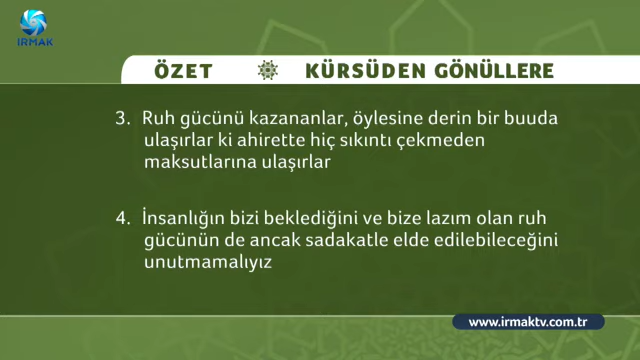 IRMAK
ÖZET KÜRSÜDEN GÖNÜLLERE
3. Ruh gücünü kazananlar, öylesine derin bir buuda
ulaşırlar ki ahirette hiç sıkıntı çekmeden
maksutlarına ulaşırlar
4. İnsanlığın bizi beklediğini ve bize lazım olan ruh
gücünün de ancak sadakatle elde edilebileceğini
unutmamalıyız
www.irmaktv.com.tr